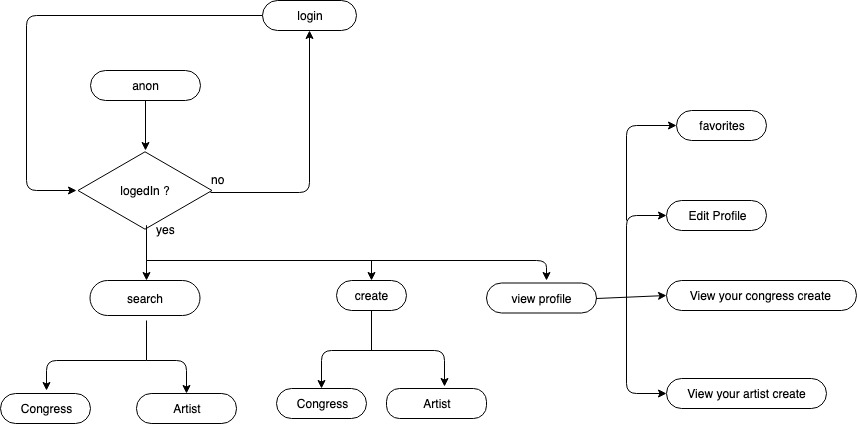 login
anon
favorites
no
logedIn ?
Edit Profile
yes
search
create
view profile
View your congress create
Congress
Artist
Congress
Artist
View your artist create